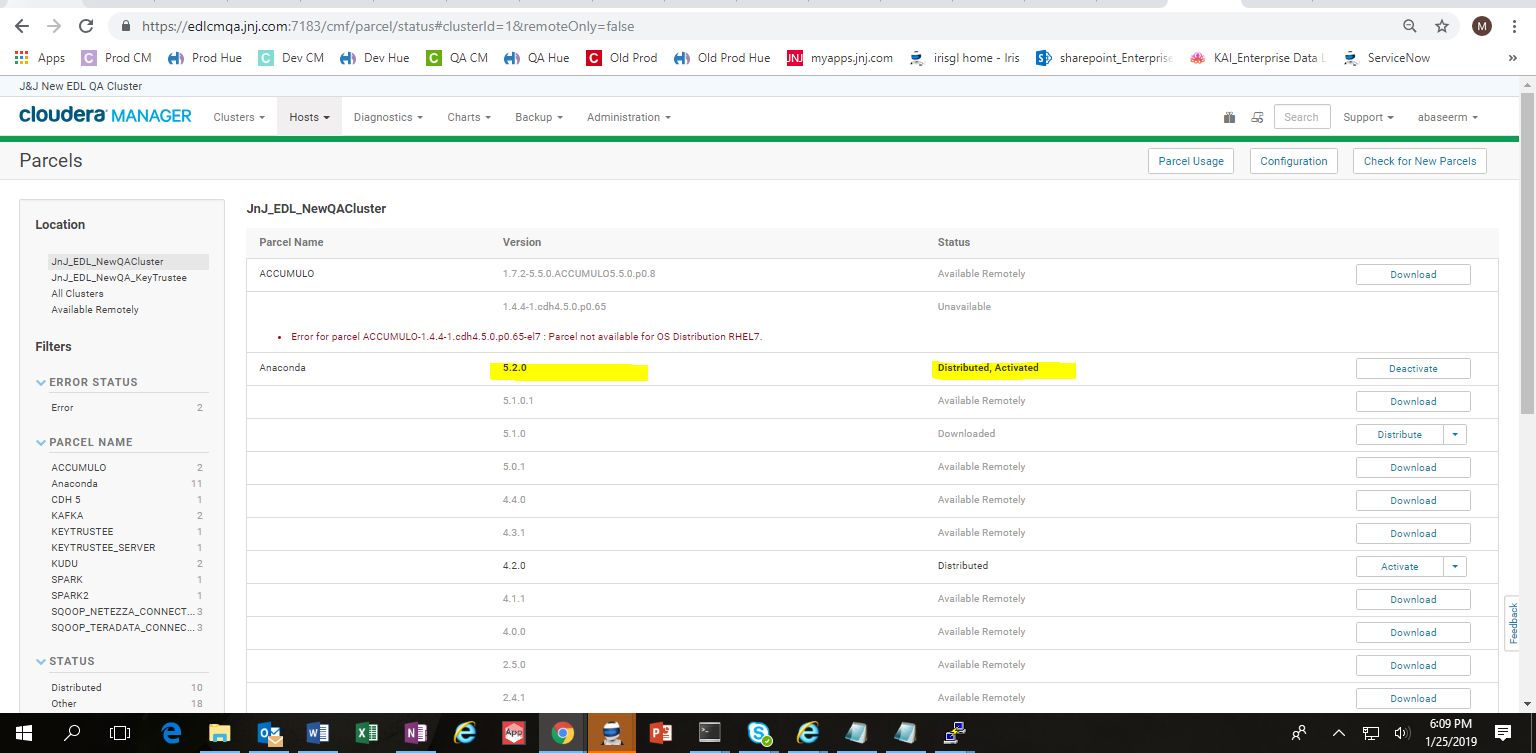 https://edlcmqa.jnj.com:7183/cmf/parcel/status#clusterId=1&remoteOnly=false
M
Apps C Prod CM Prod Hue C Dev CM Dev Hue C QA CM QA Hue C Old Prod Old Prod Hue JNJ myapps.jnj.com irisgl home - Iris sharepoint_Enterprise KAI_Enterprise Data ServiceNow »
J&J New EDL QA Cluster
cloudera MANAGER Clusters Hosts Diagnostics Charts Backup Administration Search Support abaseerm
Parcels Parcel Usage Configuration Check for New Parcels
Location
JnJ_EDL_NewQACluster
JnJ_EDL_NewQA_KeyTrustee
All Clusters
Available Remotely
Filters
ERROR STATUS
Error 2
PARCEL NAME
ACCUMULO 2
Anaconda 11
CDH 5 1
KAFKA 2
KEYTRUSTEE 1
KEYTRUSTEE_SERVER 1
KUDU 2
SPARK 1
SPARK2 1
SQOOP_NETEZZA_CONNECT... 3
SQOOP_TERADATA_CONNEC... 3
STATUS
Distributed 10
Other 18
JnJ_EDL_NewQACluster
Parcel Name Version Status
ACCUMULO 1.7.2-5.5.0.ACCUMULO5.5.0.p0.8 Available Remotely Download
1.4.4-1.cdh4.5.0.p0.65 Unavailable
• Error for parcel ACCUMULO-1.4.4-1.cdh4.5.0.p0.65-el7 : Parcel not available for OS Distribution RHEL7.
Anaconda 5.2.0 Distributed, Activated Deactivate
5.1.0.1 Available Remotely Download
5.1.0 Downloaded Distribute
5.0.1 Available Remotely Download
4.4.0 Available Remotely Download
4.3.1 Available Remotely Download
4.2.0 Distributed Activate
4.1.1 Available Remotely Download
4.0.0 Available Remotely Download
2.5.0 Available Remotely Download
2.4.1 Available Remotely Download
Feedback
6:09 PM
1/25/2019